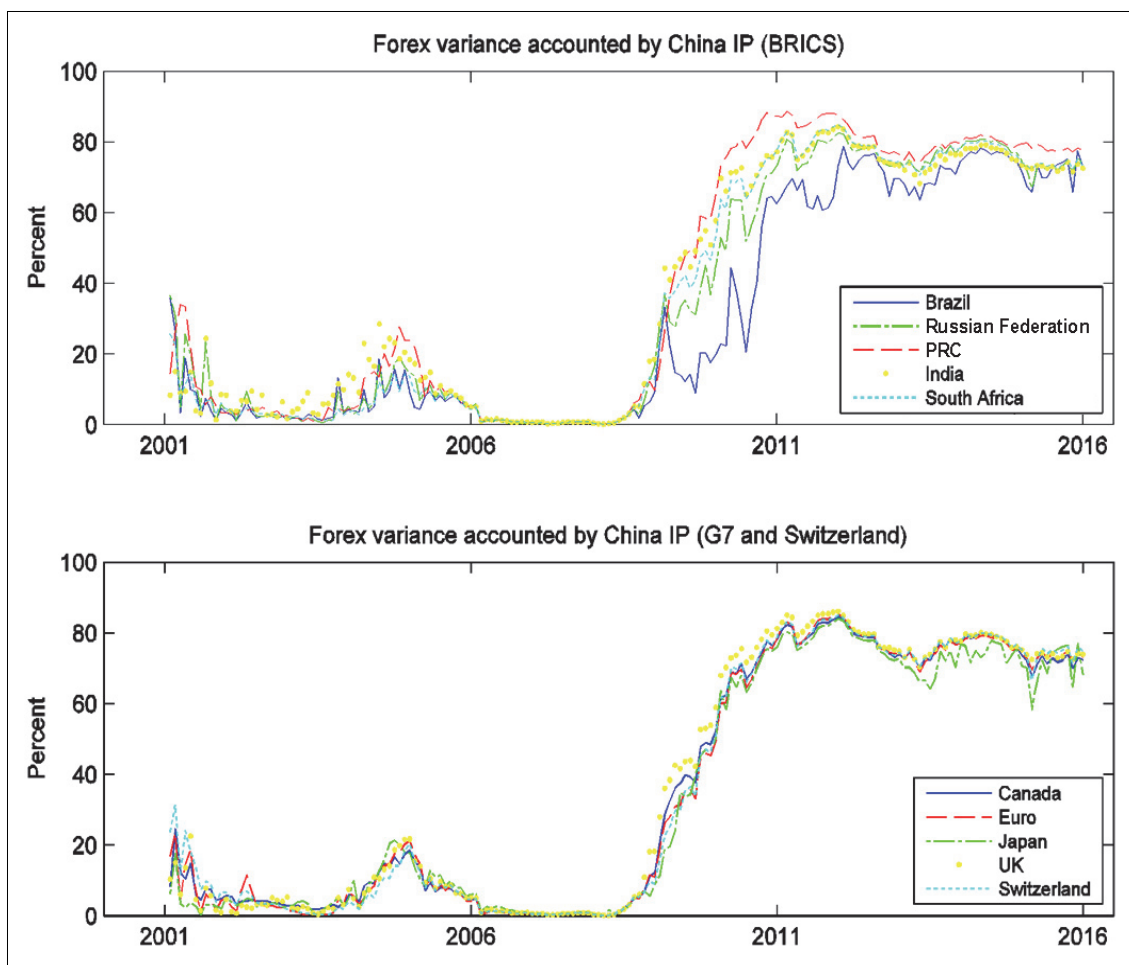 Forex variance accounted by China IP (BRICS)
100
80
60
40
20
0
Percent
2001
2006
2011
2016
Brazil
Russian Federation
PRC
India
South Africa
Forex variance accounted by China IP (G7 and Switzerland)
100
80
60
40
20
0
Percent
2001
2006
2011
2016
Canada
Euro
Japan
UK
Switzerland